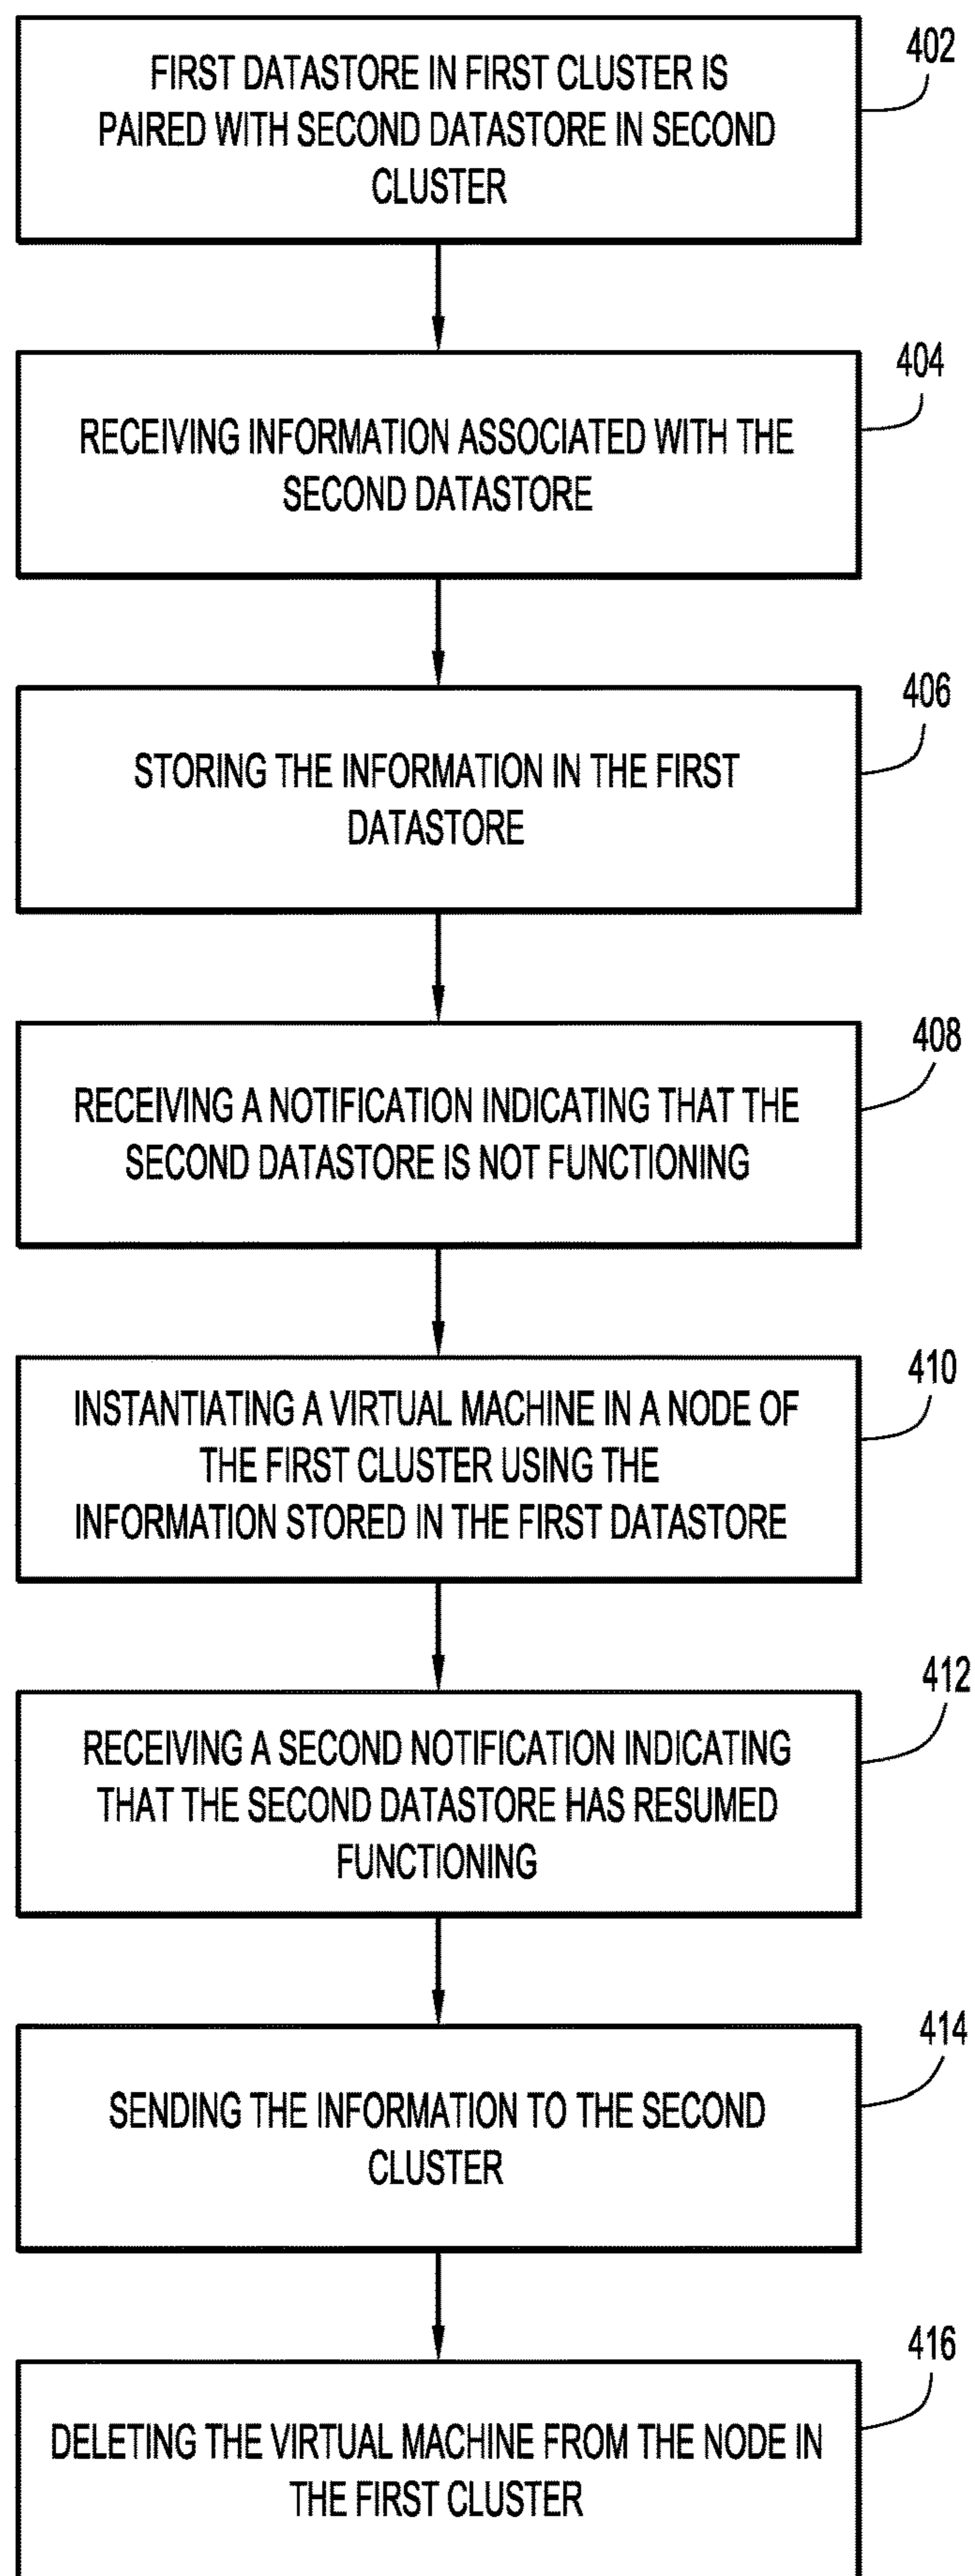 402
FIRST DATASTORE IN FIRST CLUSTER IS
PAIRED WITH SECOND DATASTORE IN SECOND
CLUSTER
404
RECEIVING INFORMATION ASSOCIATED WITH THE
SECOND DATASTORE
406
STORING THE INFORMATION IN THE FIRST
DATASTORE
408
RECEIVING A NOTIFICATION INDICATING THAT THE
SECOND DATASTORE IS NOT FUNCTIONING
410
INSTANTIATING A VIRTUAL MACHINE IN A NODE OF
THE FIRST CLUSTER USING THE
INFORMATION STORED IN THE FIRST DATASTORE
412
RECEIVING A SECOND NOTIFICATION INDICATING
THAT THE SECOND DATASTORE HAS RESUMED
FUNCTIONING
414
SENDING THE INFORMATION TO THE SECOND
CLUSTER
416
DELETING THE VIRTUAL MACHINE FROM THE NODE IN
THE FIRST CLUSTER